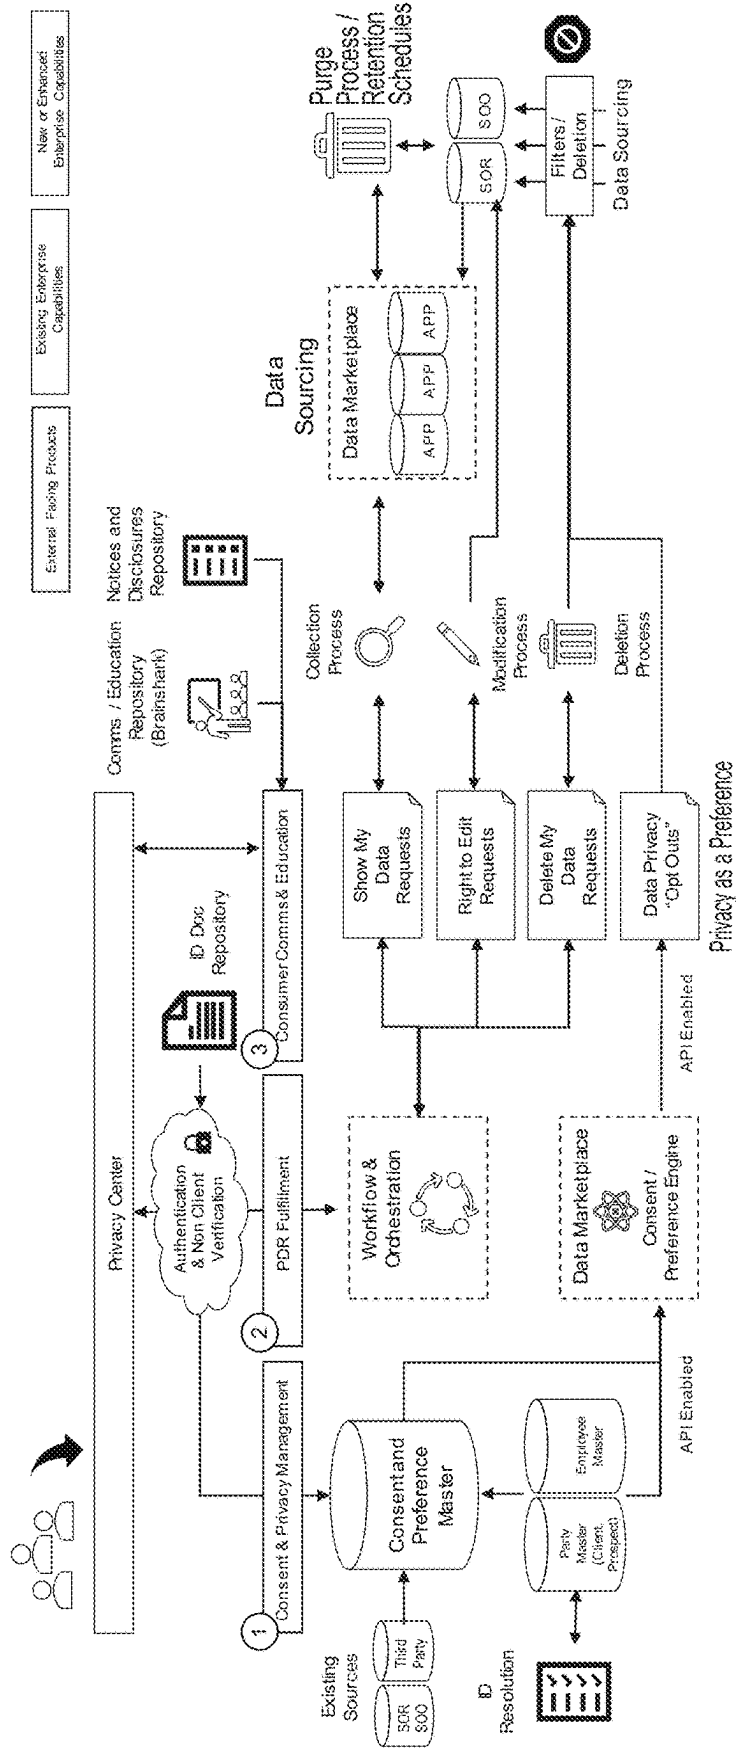 External Facing Products
Existing Enterprise
Capabilities
New or Enhanced
Enterprise Capabilities
Privacy Center
Authentication
& Non Client
Verification
ID Doc
Repository
Comms / Education
Repository
(Brainshark)
Notices and
Disclosures
Repository
1
Consent & Privacy Management
2
PDR Fulfillment
3
Consumer Comms & Education
Existing
Sources
SOR
SOO
Third
Party
Consent and
Preference
Master
Workflow &
Orchestration
Show My
Data
Requests
Collection
Process
Data
Sourcing
Data Marketplace
APP
APP
APP
Purge
Process /
Retention
Schedules
SOR
SOO
Right to Edit
Requests
Modification
Process
ID
Resolution
Party
Master
(Client,
Prospect)
Employee
Master
Delete My
Data
Requests
Deletion
Process
Filters /
Deletion
Data Sourcing
Data Marketplace
Consent /
Preference Engine
Data Privacy
“Opt Outs”
API Enabled
API Enabled
Privacy as a Preference